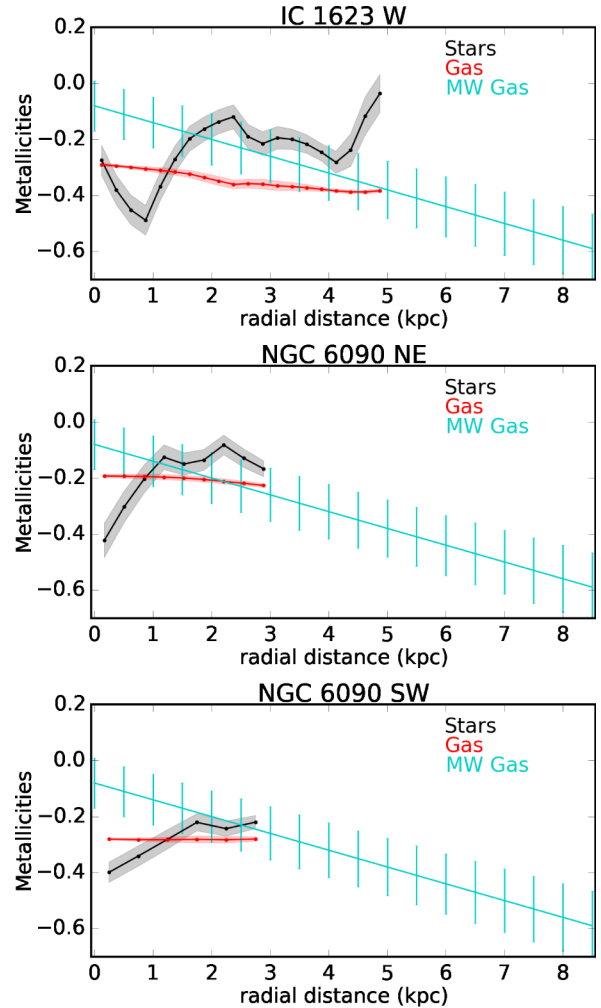 IC 1623 W
Stars
Gas
MW Gas
Metallicities
0.2
0.0
−0.2
−0.4
−0.6
0 1 2 3 4 5 6 7 8
radial distance (kpc)
NGC 6090 NE
Stars
Gas
MW Gas
Metallicities
0.2
0.0
−0.2
−0.4
−0.6
0 1 2 3 4 5 6 7 8
radial distance (kpc)
NGC 6090 SW
Stars
Gas
MW Gas
Metallicities
0.2
0.0
−0.2
−0.4
−0.6
0 1 2 3 4 5 6 7 8
radial distance (kpc)